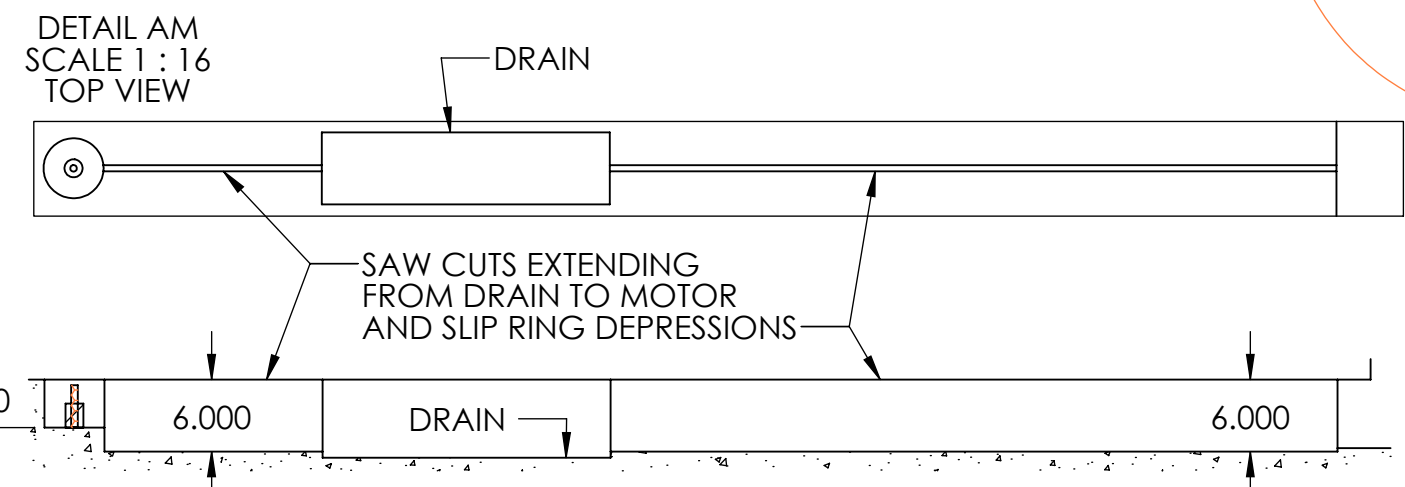 DETAIL AM
SCALE 1 : 16
TOP VIEW
DRAIN
SAW CUTS EXTENDING
FROM DRAIN TO MOTOR
AND SLIP RING DEPRESSIONS
6.000
DRAIN
6.000